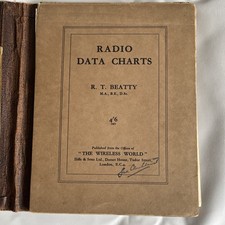 RADIO
DATA CHARTS
R. T. BEATTY
M.A., B.E., D.Sc.
4/6
Published from the Offices of
"THE WIRELESS WORLD"
Iliffe & Sons Ltd., Dorset House, Tudor Street,
London, E.C.4